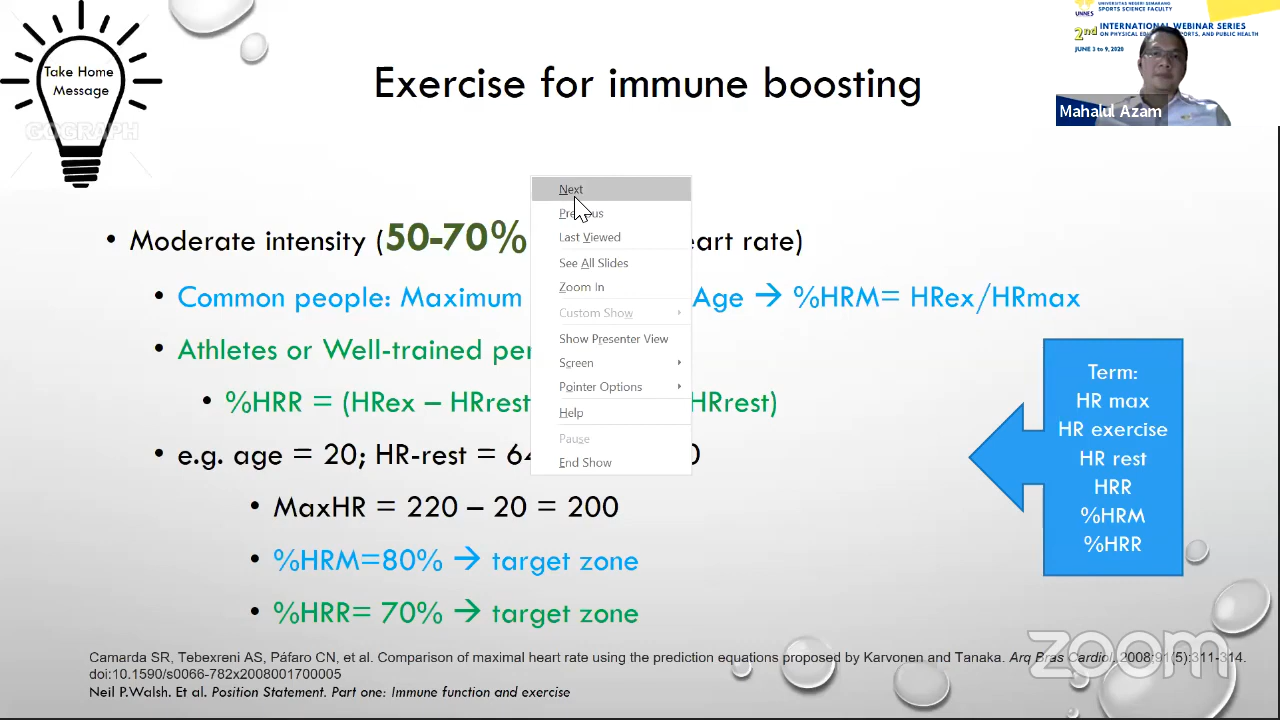 Take Home
Message
GOGRAPH
Exercise for immune boosting
UNIVERSITAS NEGERI SEMARANG
SPORTS SCIENCE FACULTY
UNNES
2nd INTERNATIONAL WEBINAR SERIES
JUNE 3 to 9, 2020
Mahalul Azam
Next
Previous
Last Viewed
See All Slides
Zoom In
Custom Show
Show Presenter View
Screen
Pointer Options
Help
Pause
End Show
• Moderate intensity (50-70% eart rate)
• Common people: Maximum Age → %HRM= HRex/HRmax
• Athletes or Well-trained per
• %HRR = (HRex – HRrest HRrest)
• e.g. age = 20; HR-rest = 64 0
• MaxHR = 220 – 20 = 200
• %HRM=80% → target zone
• %HRR= 70% → target zone
Term:
HR max
HR exercise
HR rest
HRR
%HRM
%HRR
Camarda SR, Tebexreni AS, Páfaro CN, et al. Comparison of maximal heart rate using the prediction equations proposed by Karvonen and Tanaka. Arq Bras Cardiol. 2008;91(5):311-314.
doi:10.1590/s0066-782x2008001700005
Neil P.Walsh. Et al. Position Statement. Part one: Immune function and exercise
zoom